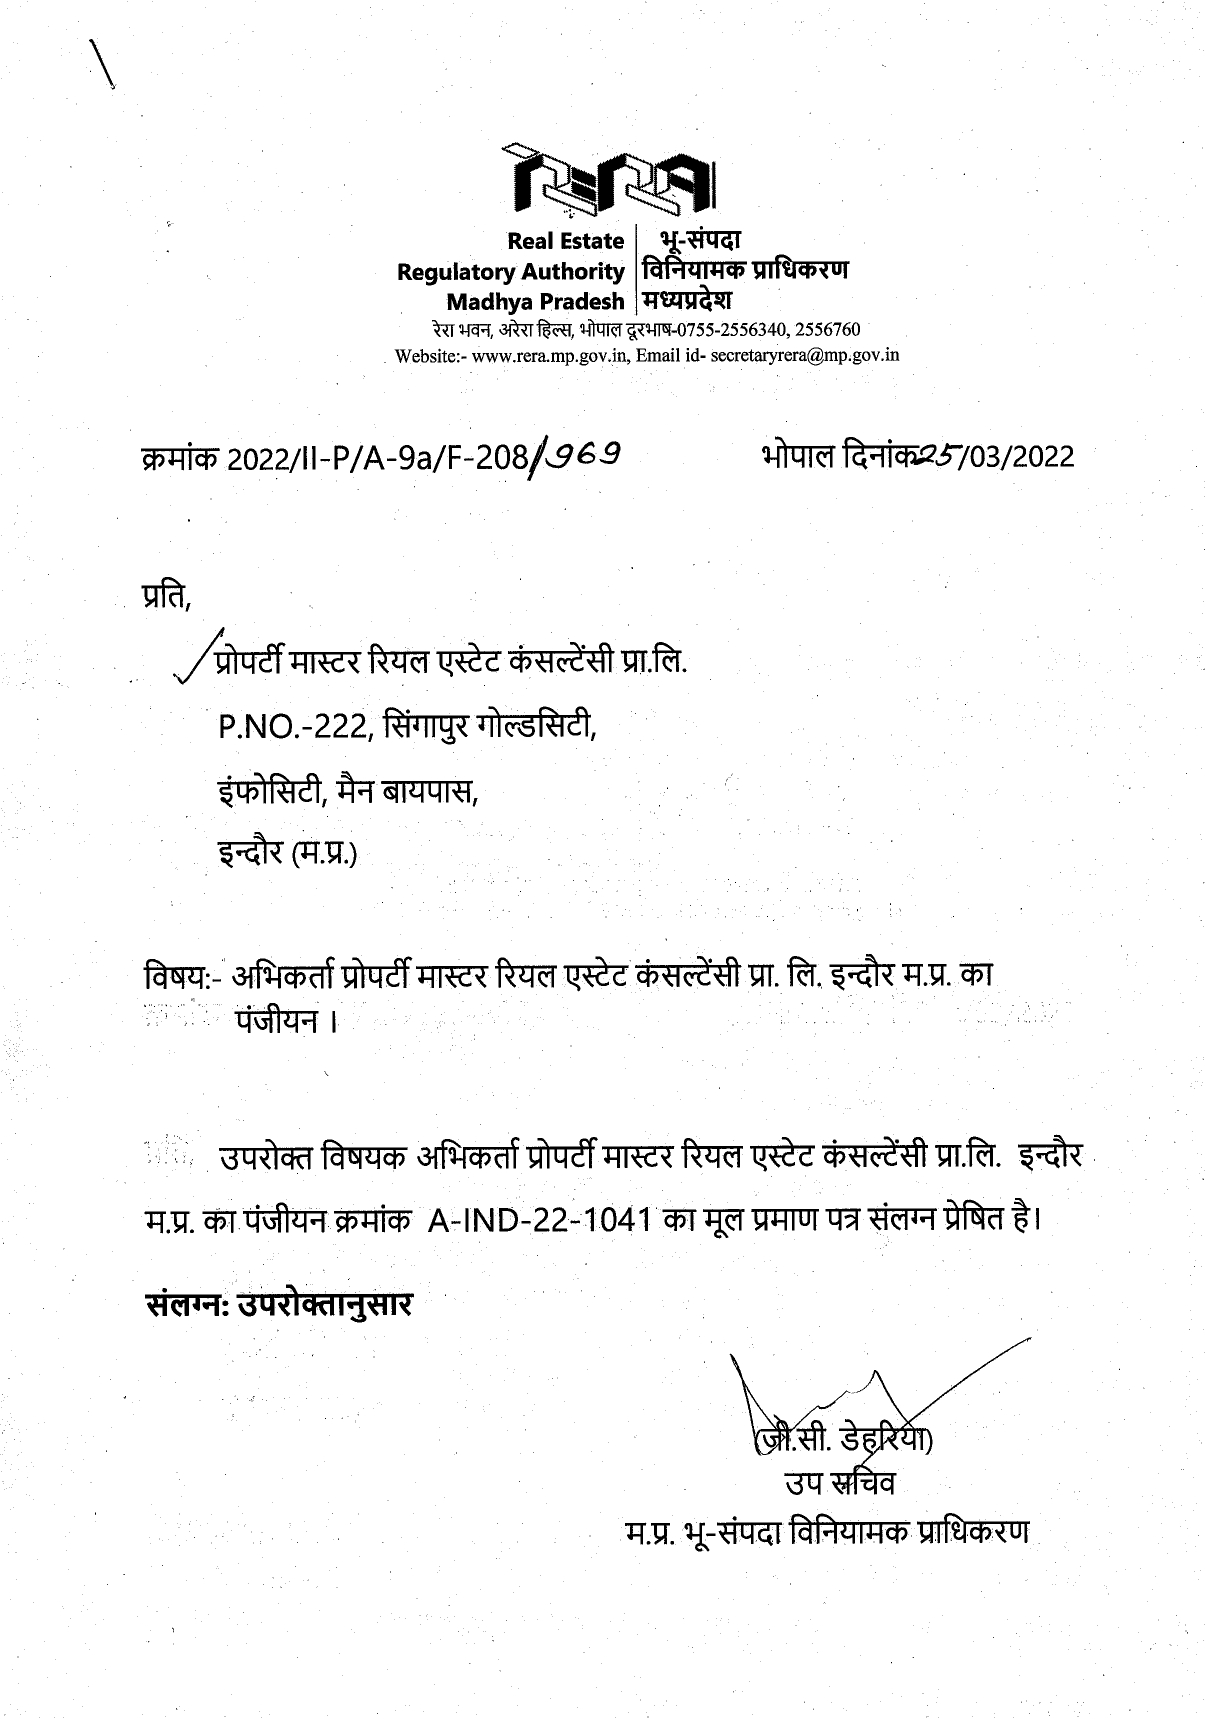 RERA
Real Estate
Regulatory Authority
Madhya Pradesh
भू-संपदा
विनियामक प्राधिकरण
मध्यप्रदेश
रेरा भवन, अरेरा हिल्स, भोपाल दूरभाष-0755-2556340, 2556760
Website:- www.rera.mp.gov.in, Email id- secretaryrera@mp.gov.in
क्रमांक 2022/II-P/A-9a/F-208/969 भोपाल दिनांक25/03/2022
प्रति,
प्रोपर्टी मास्टर रियल एस्टेट कंसल्टेंसी प्रा.लि.
P.NO.-222, सिंगापुर गोल्डसिटी,
इंफोसिटी, मैन बायपास,
इन्दौर (म.प्र.)
विषय:- अभिकर्ता प्रोपर्टी मास्टर रियल एस्टेट कंसल्टेंसी प्रा. लि. इन्दौर म.प्र. का
पंजीयन ।
उपरोक्त विषयक अभिकर्ता प्रोपर्टी मास्टर रियल एस्टेट कंसल्टेंसी प्रा.लि. इन्दौर
म.प्र. का पंजीयन क्रमांक A-IND-22-1041 का मूल प्रमाण पत्र संलग्न प्रेषित है।
संलग्न: उपरोक्तानुसार
(जी.सी. डेहरिया)
उप सचिव
म.प्र. भू-संपदा विनियामक प्राधिकरण